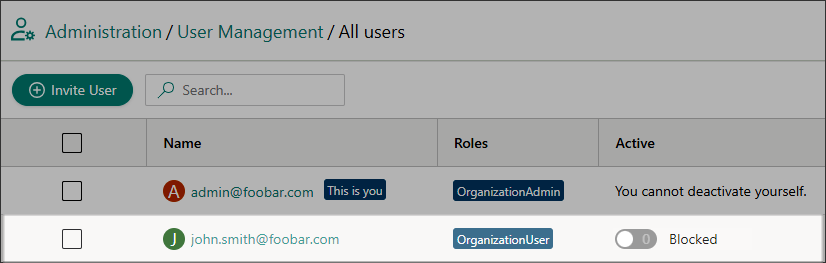 Administration / User Management / All users
Invite User Search...
Name Roles Active
A admin@foobar.com This is you OrganizationAdmin You cannot deactivate yourself.
J john.smith@foobar.com OrganizationUser 0 Blocked